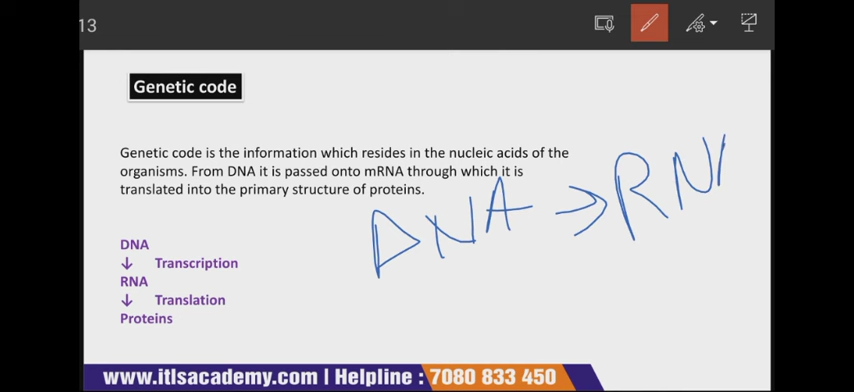 13
Genetic code
Genetic code is the information which resides in the nucleic acids of the
organisms. From DNA it is passed onto mRNA through which it is
translated into the primary structure of proteins.
DNA → RN
DNA
↓ Transcription
RNA
↓ Translation
Proteins
www.itlsacademy.com | Helpline : 7080 833 450